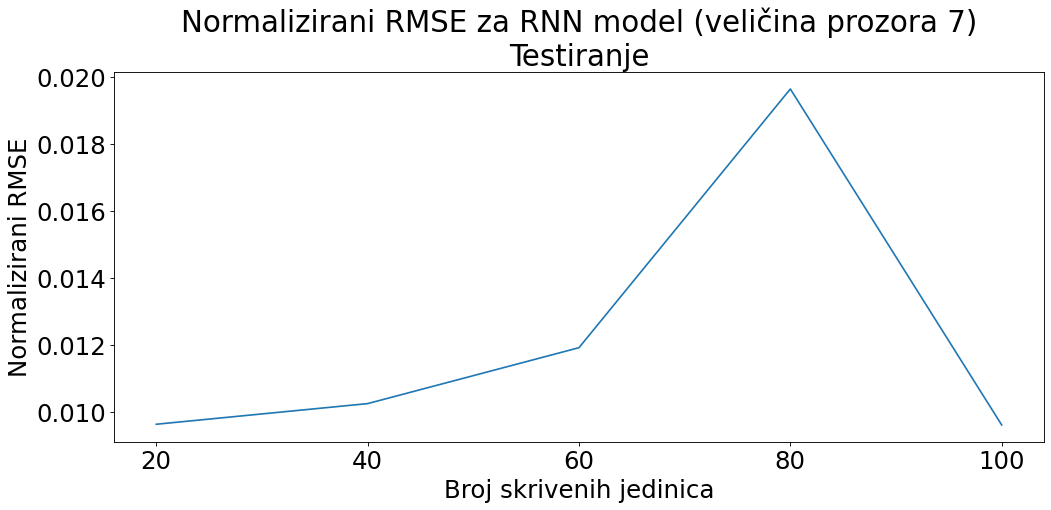 Normalizirani RMSE za RNN model (veličina prozora 7)
Testiranje
Normalizirani RMSE
0.020
0.018
0.016
0.014
0.012
0.010
20 40 60 80 100
Broj skrivenih jedinica